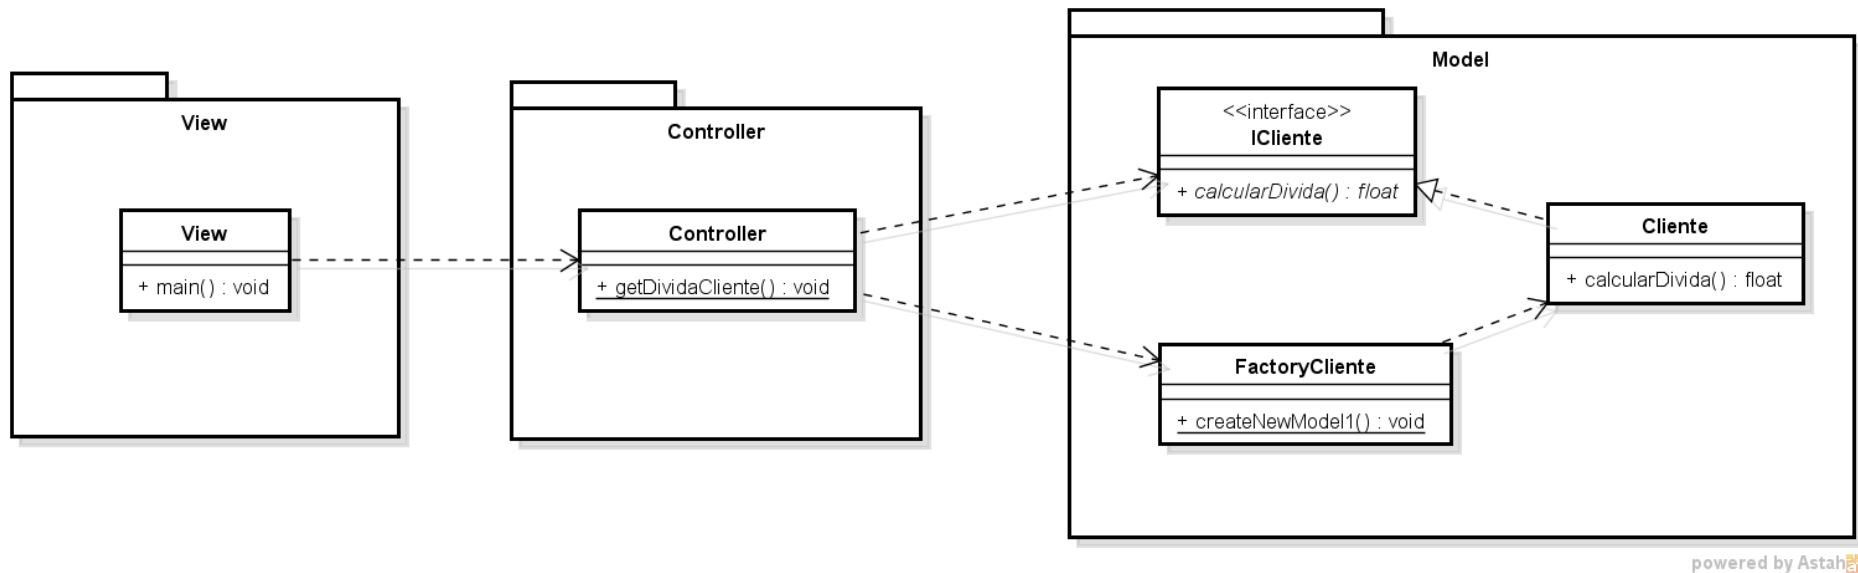 View
View
+ main() : void
Controller
Controller
+ getDividaCliente() : void
Model
<<interface>>
ICliente
+ calcularDivida() : float
Cliente
+ calcularDivida() : float
FactoryCliente
+ createNewModel1() : void
powered by Astah